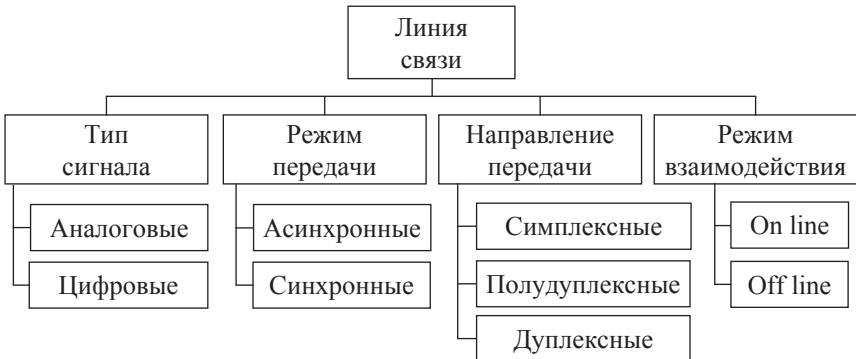 Линия
связи
Тип
сигнала
Режим
передачи
Направление
передачи
Режим
взаимодействия
Аналоговые
Цифровые
Асинхронные
Синхронные
Симплексные
Полудуплексные
Дуплексные
On line
Off line